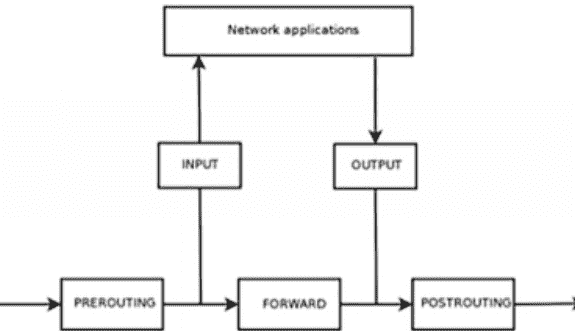 Network applications
INPUT
OUTPUT
PREROUTING
FORWARD
POSTROUTING